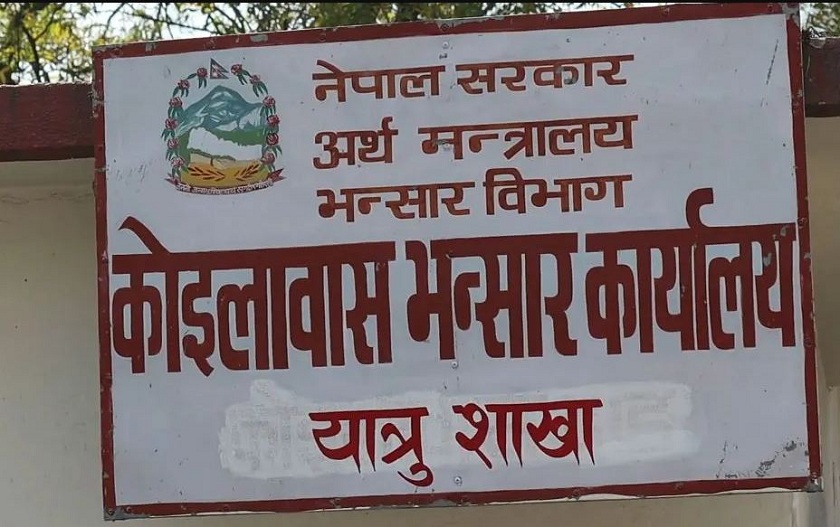 नेपाल सरकार
अर्थ मन्त्रालय
भन्सार विभाग
कोइलावास भन्सार कार्यालय
यात्रु शाखा